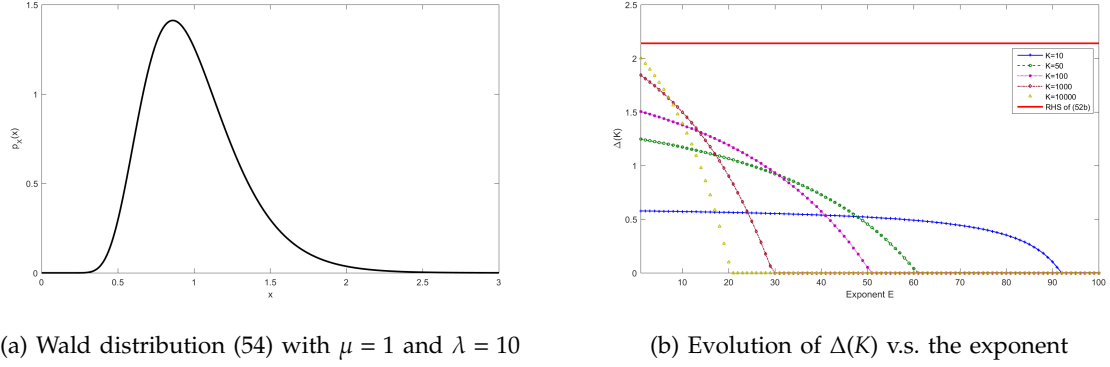 1.5
1
0.5
0
p_X(x)
0 0.5 1 1.5 2 2.5 3
x
2.5
2
1.5
1
0.5
0
Δ(K)
K=10
K=50
K=100
K=1000
K=10000
RHS of (52b)
10 20 30 40 50 60 70 80 90 100
Exponent E
(a) Wald distribution (54) with μ = 1 and λ = 10
(b) Evolution of Δ(K) v.s. the exponent